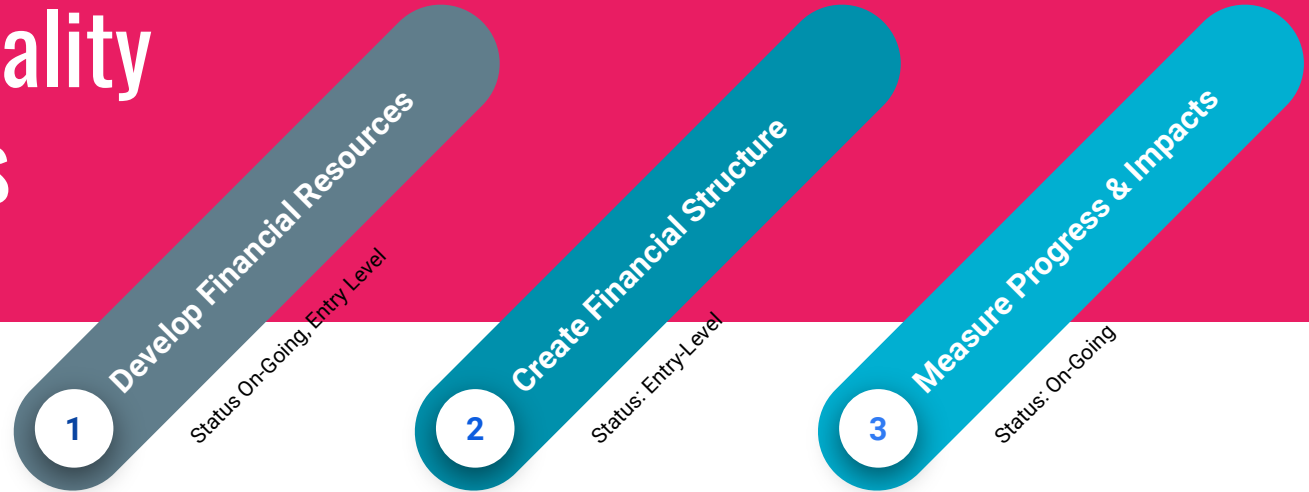 ality
s
Develop Financial Resources
Status On-Going, Entry Level
1
Create Financial Structure
Status: Entry-Level
2
Measure Progress & Impacts
Status: On-Going
3